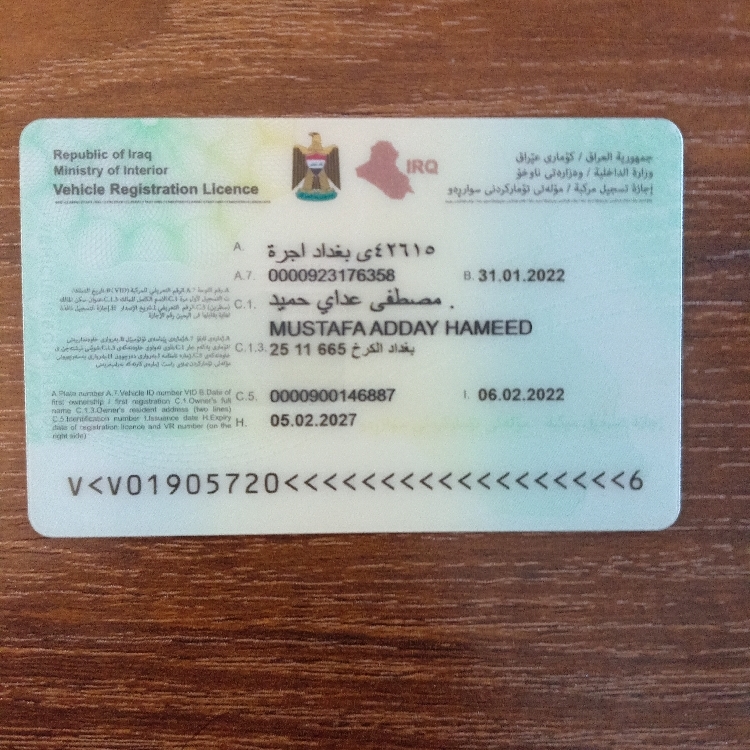 Republic of Iraq
Ministry of Interior
Vehicle Registration Licence
IRQ
جمهورية العراق / كۆماری عێراق
وزارة الداخلية / وەزارەتی ناوخۆ
إجازة تسجيل مركبة / مۆڵەتی تۆمارکردنی
A. ٤٢٦١٥ی بغداد اجرة
A.7. 0000923176358 B. 31.01.2022
C.1. مصطفى عداي حميد .
MUSTAFA ADDAY HAMEED
C.1.3. 25 11 665 بغداد الكرخ
C.5. 0000900146887 I. 06.02.2022
H. 05.02.2027
A.Plate number A.7.Vehicle ID number VID B.Date of
first ownership / first registration C.1.Owner's full
name C.1.3.Owner's resident address (two lines)
C.5.Identification number I.Issuance date H.Expiry
date of registration licence and VR number (on the
right side)
V<V01905720<<<<<<<<<<<<<<<<<<<6